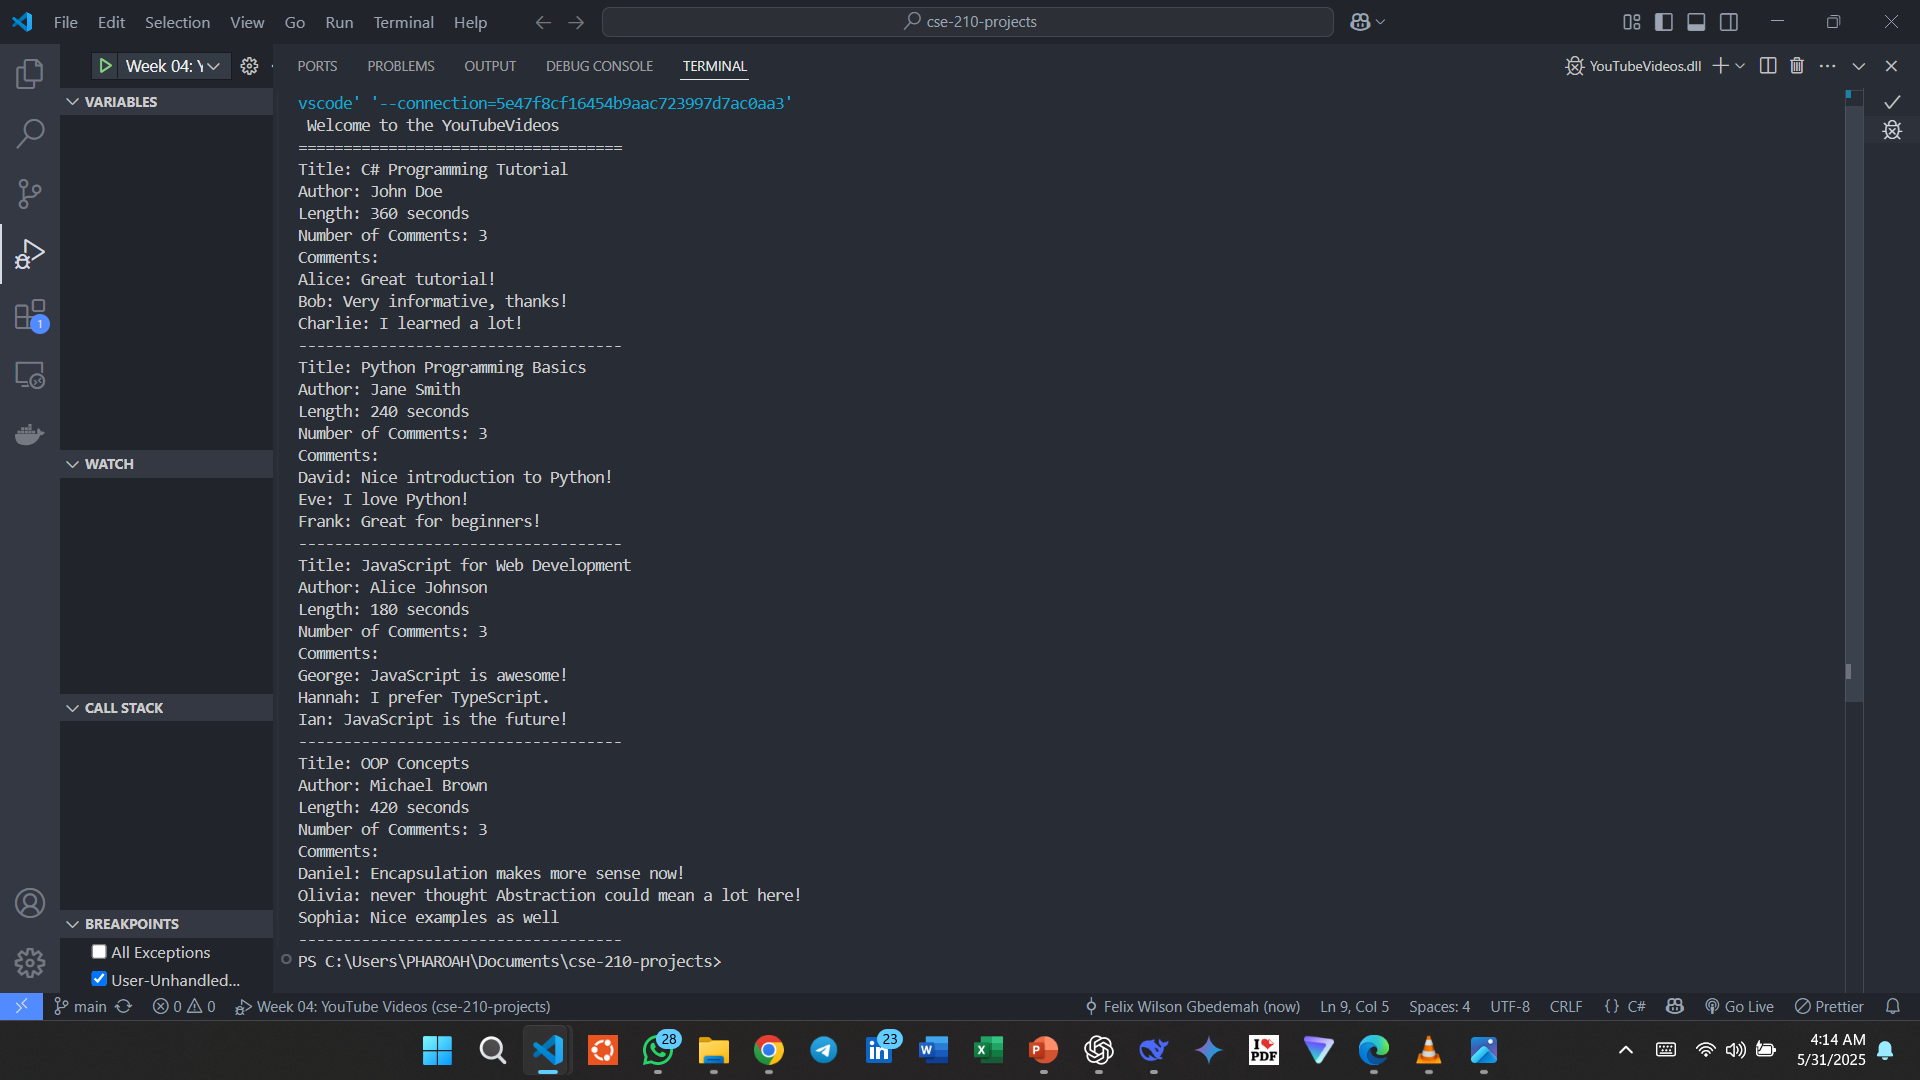 File Edit Selection View Go Run Terminal Help
cse-210-projects
Week 04: Y
PORTS PROBLEMS OUTPUT DEBUG CONSOLE TERMINAL
YouTubeVideos.dll
VARIABLES
WATCH
CALL STACK
BREAKPOINTS
All Exceptions
User-Unhandled...
1
vscode' '--connection=5e47f8cf16454b9aac723997d7ac0aa3'
Welcome to the YouTubeVideos
====================================
Title: C# Programming Tutorial
Author: John Doe
Length: 360 seconds
Number of Comments: 3
Comments:
Alice: Great tutorial!
Bob: Very informative, thanks!
Charlie: I learned a lot!
------------------------------------
Title: Python Programming Basics
Author: Jane Smith
Length: 240 seconds
Number of Comments: 3
Comments:
David: Nice introduction to Python!
Eve: I love Python!
Frank: Great for beginners!
------------------------------------
Title: JavaScript for Web Development
Author: Alice Johnson
Length: 180 seconds
Number of Comments: 3
Comments:
George: JavaScript is awesome!
Hannah: I prefer TypeScript.
Ian: JavaScript is the future!
------------------------------------
Title: OOP Concepts
Author: Michael Brown
Length: 420 seconds
Number of Comments: 3
Comments:
Daniel: Encapsulation makes more sense now!
Olivia: never thought Abstraction could mean a lot here!
Sophia: Nice examples as well
------------------------------------
PS C:\Users\PHAROAH\Documents\cse-210-projects>
main 0 0 Week 04: YouTube Videos (cse-210-projects)
Felix Wilson Gbedemah (now) Ln 9, Col 5 Spaces: 4 UTF-8 CRLF {} C# Go Live Prettier
28
23
in
W
X
P
I PDF
4:14 AM
5/31/2025